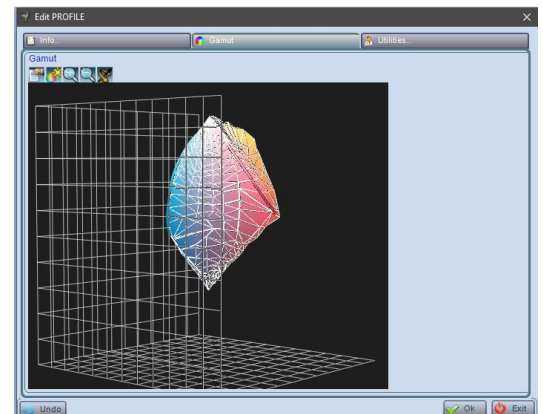 Edit PROFILE
Info..
Gamut
Utilities..
Gamut
Undo
Ok
Exit